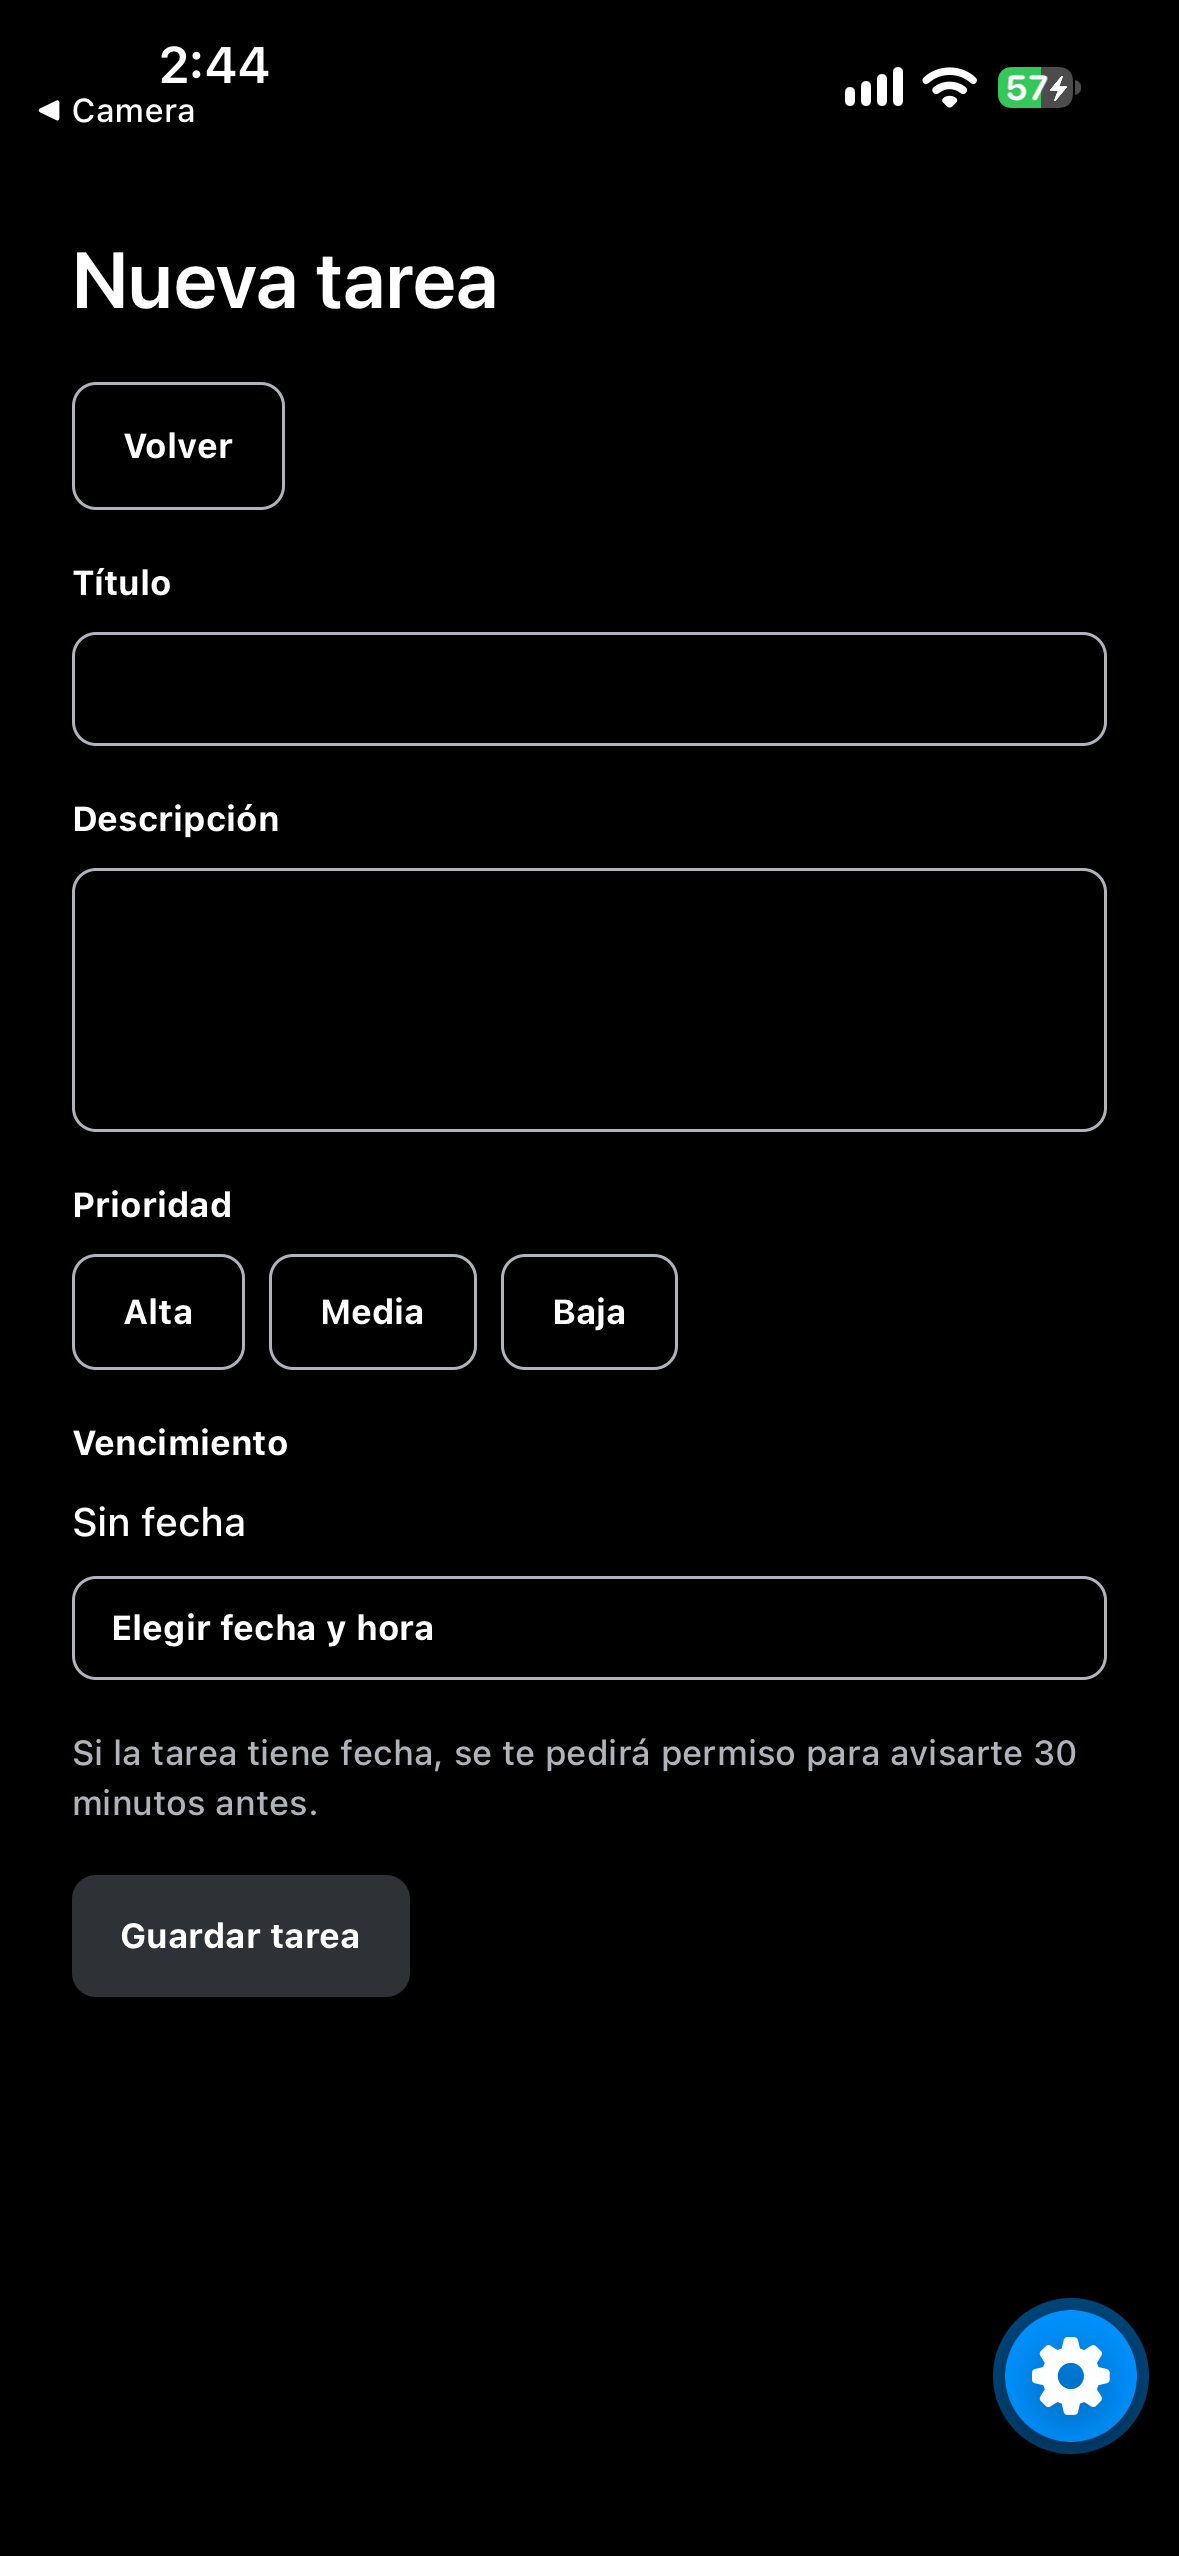 2:44
◀ Camera
57
Nueva tarea
Volver
Título
Descripción
Prioridad
Alta Media Baja
Vencimiento
Sin fecha
Elegir fecha y hora
Si la tarea tiene fecha, se te pedirá permiso para avisarte 30
minutos antes.
Guardar tarea